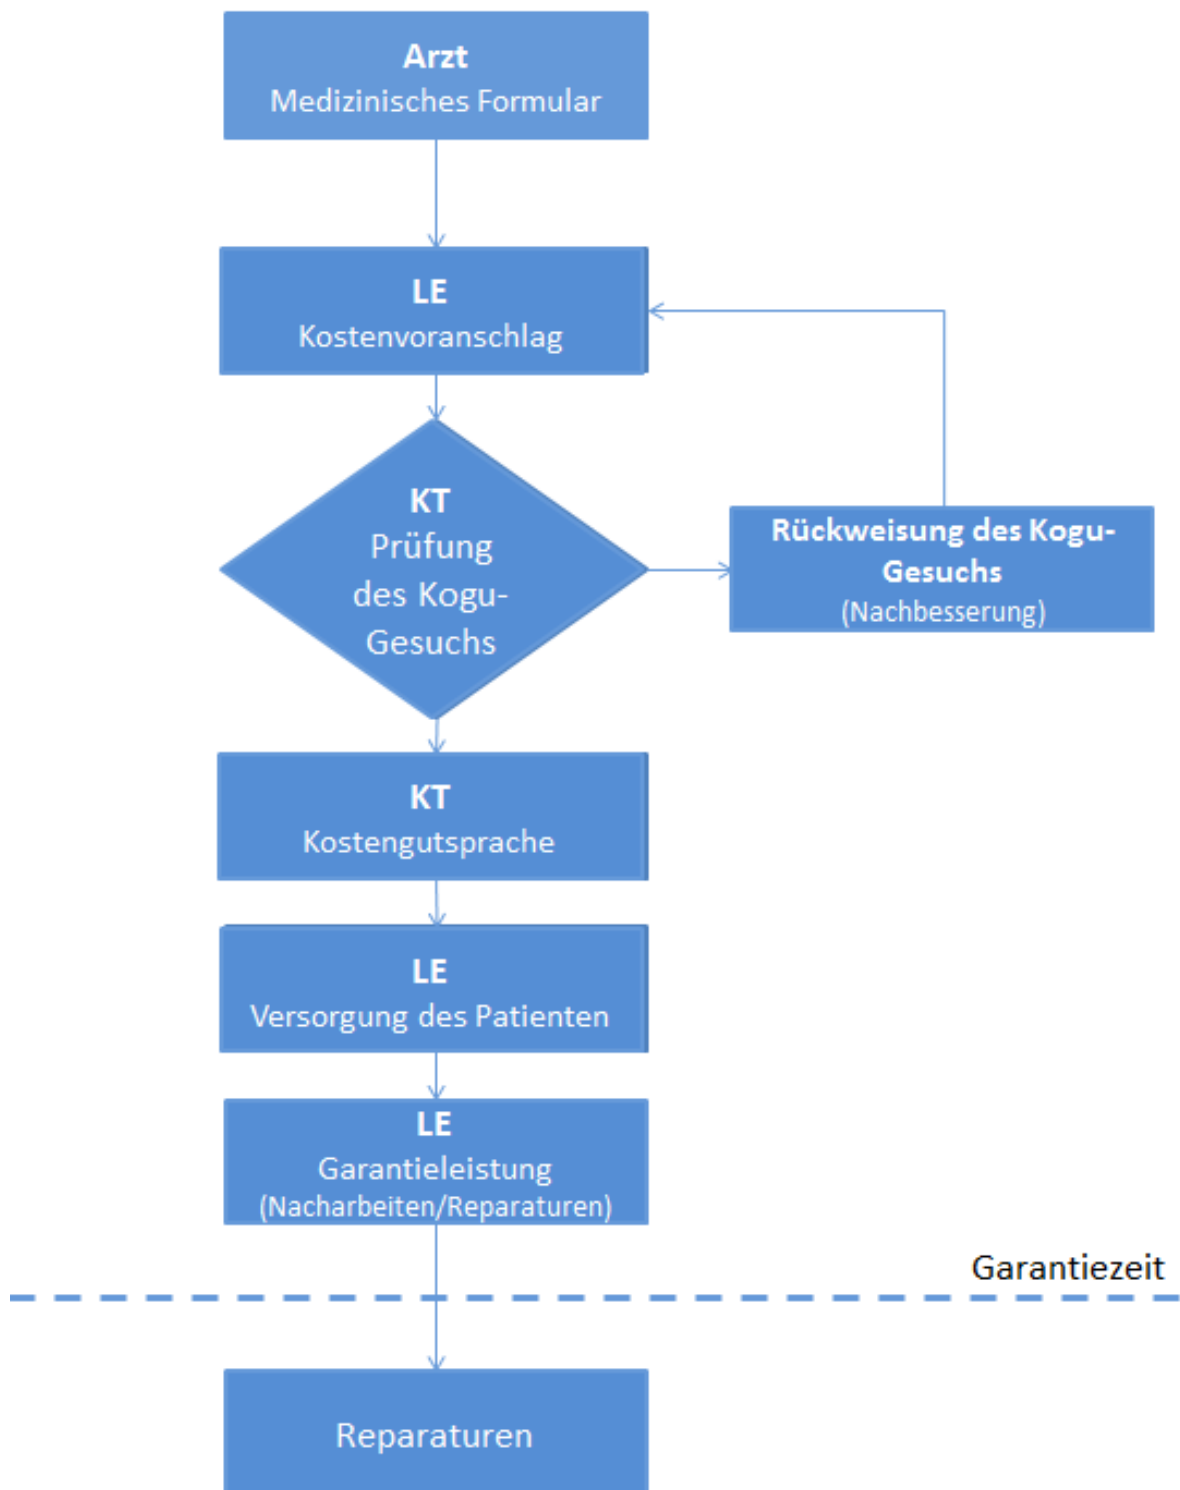 Arzt
Medizinisches Formular
LE
Kostenvoranschlag
KT
Prüfung
des Kogu-
Gesuchs
Rückweisung des Kogu-
Gesuchs
(Nachbesserung)
KT
Kostengutsprache
LE
Versorgung des Patienten
LE
Garantieleistung
(Nacharbeiten/Reparaturen)
Garantiezeit
Reparaturen